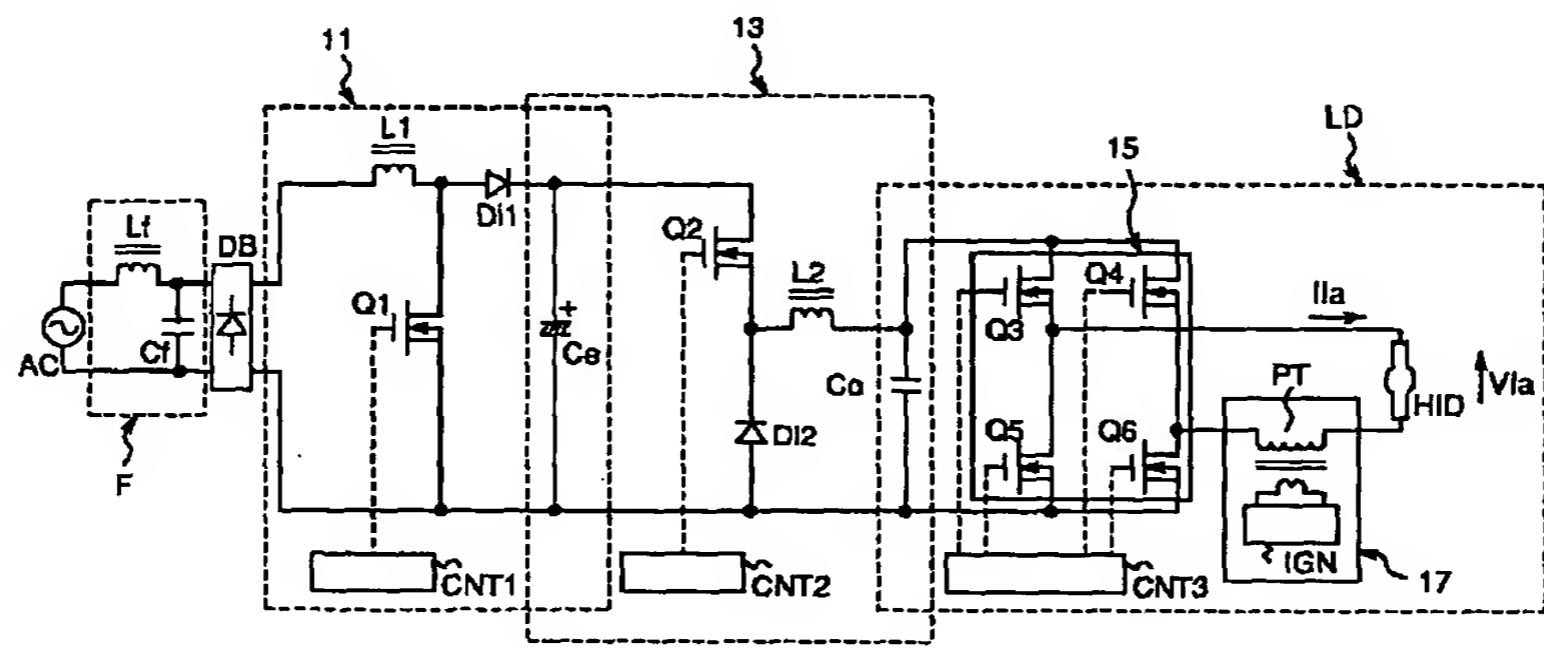 11
13
LD
15
L1
Di1
Lf
DB
Q2
L2
Q4
Q3
Ila
Q1
+
Ce
Cf
AC
Co
PT
Vla
HID
Q5
Q6
Di2
F
CNT1
CNT2
CNT3
IGN
17